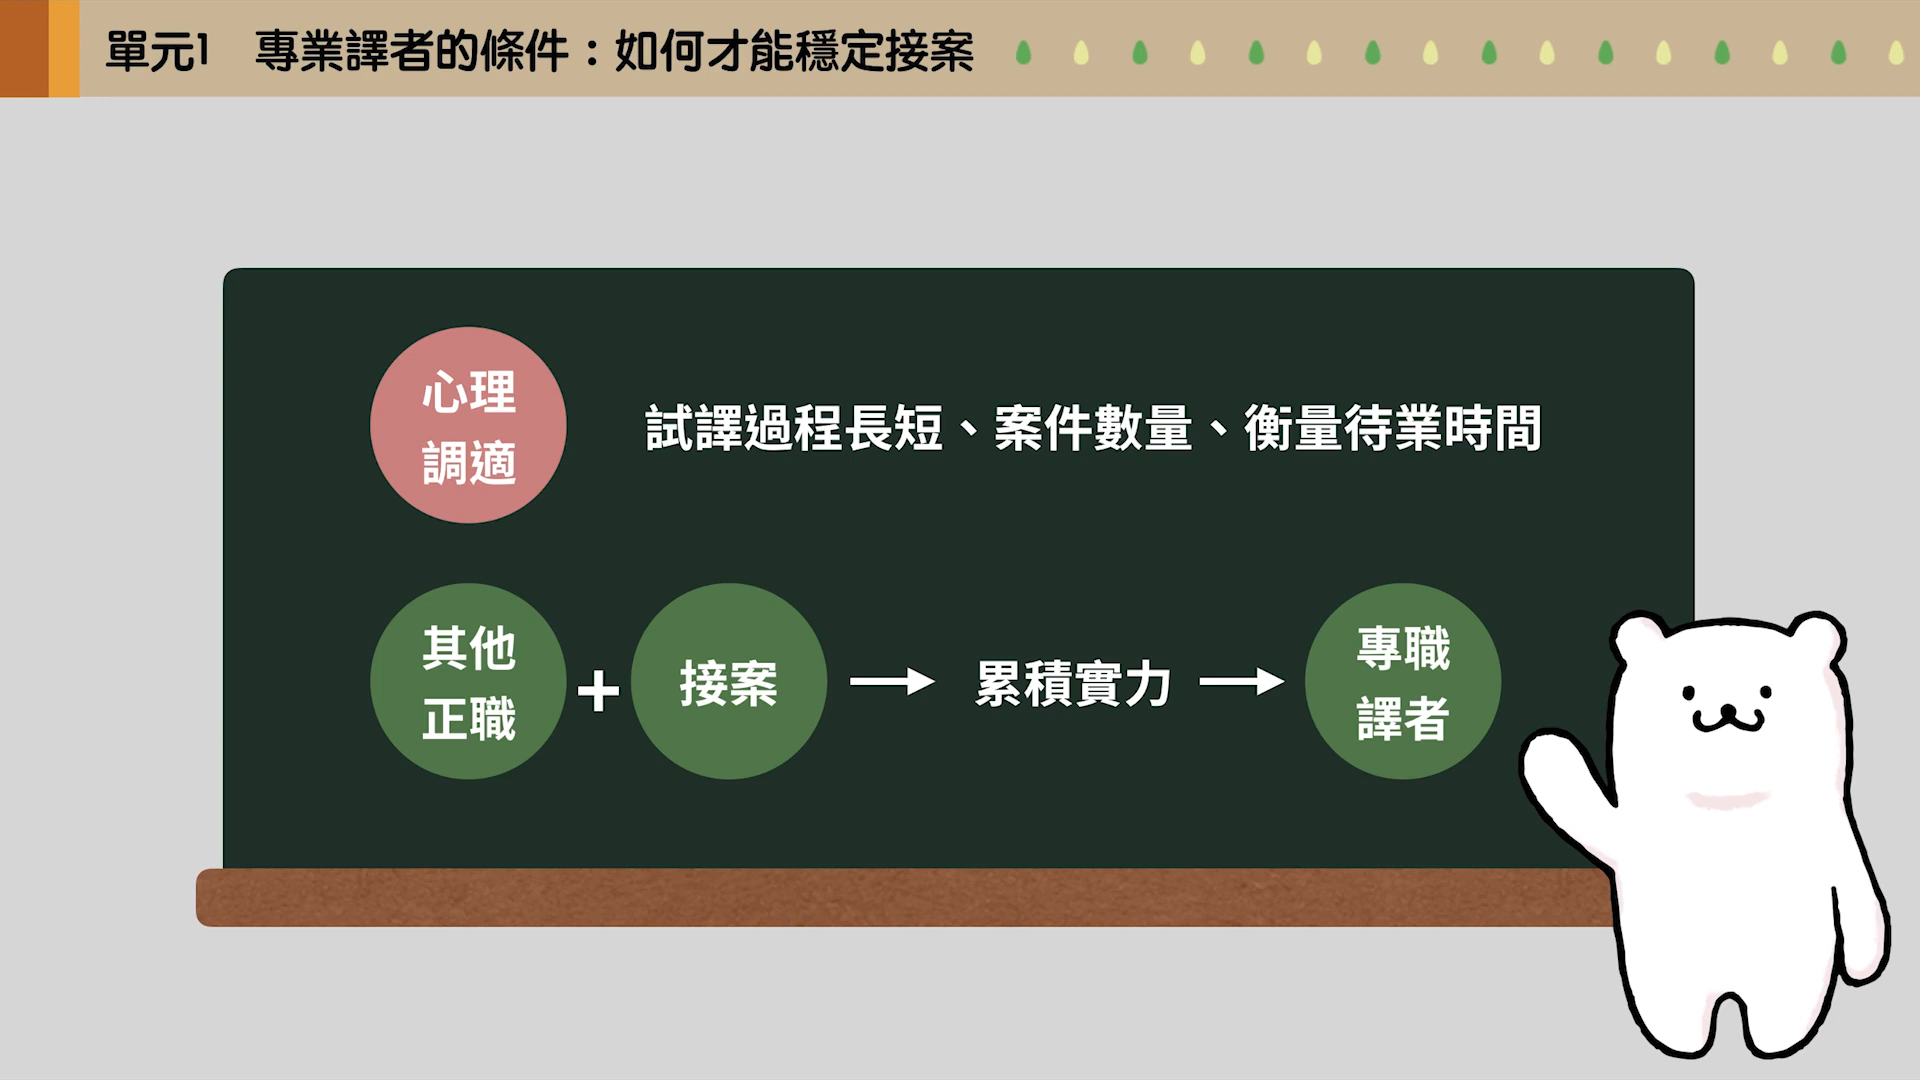 單元1　專業譯者的條件：如何才能穩定接案
心理
調適
試譯過程長短、案件數量、衡量待業時間
其他
正職
+
接案
累積實力
專職
譯者